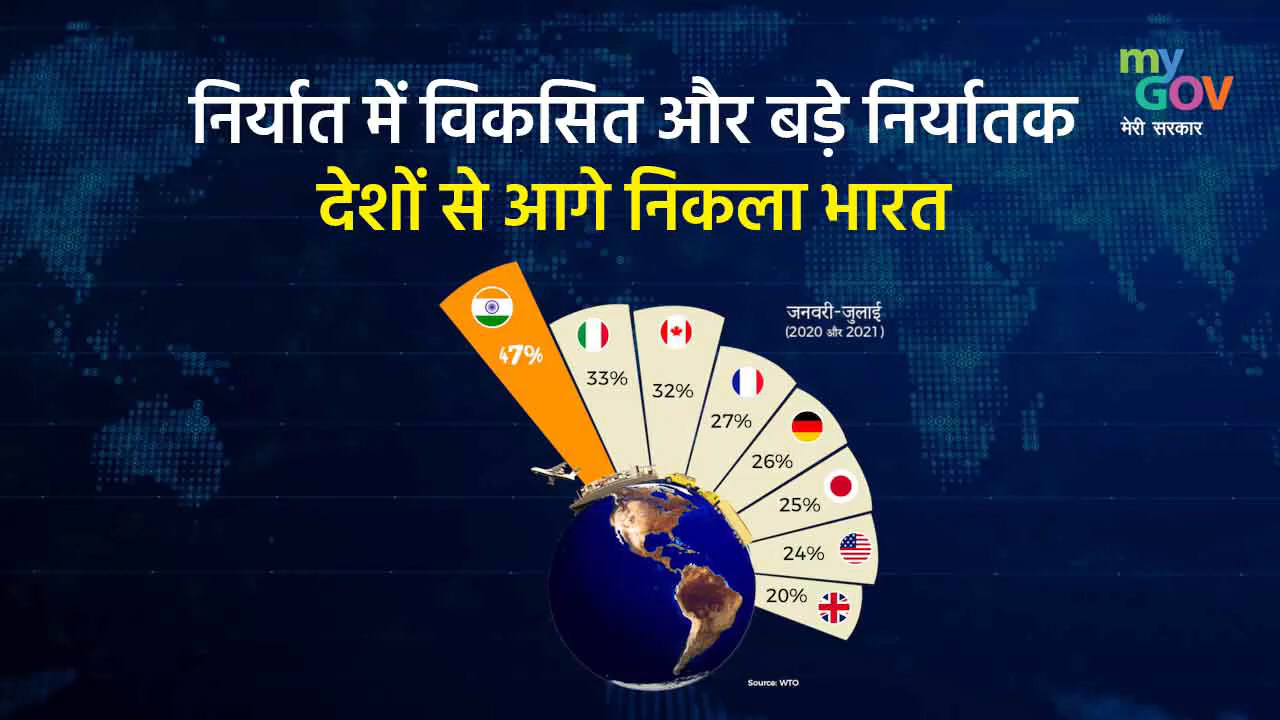 my
GOV
मेरी सरकार
निर्यात में विकसित और बड़े निर्यातक
देशों से आगे निकला भारत
जनवरी-जुलाई
(2020 और 2021)
47%
33%
32%
27%
26%
25%
24%
20%
Source: WTO